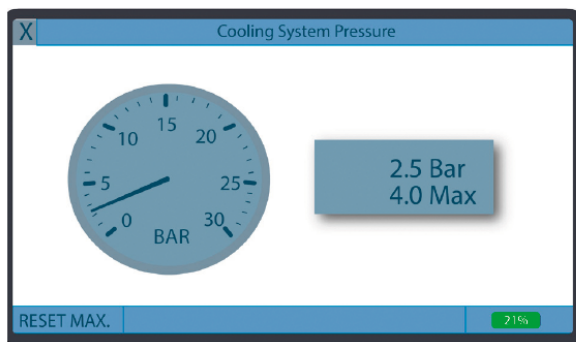 X
Cooling System Pressure
15
10
20
5
25
0
30
BAR
2.5 Bar
4.0 Max
RESET MAX.
21%